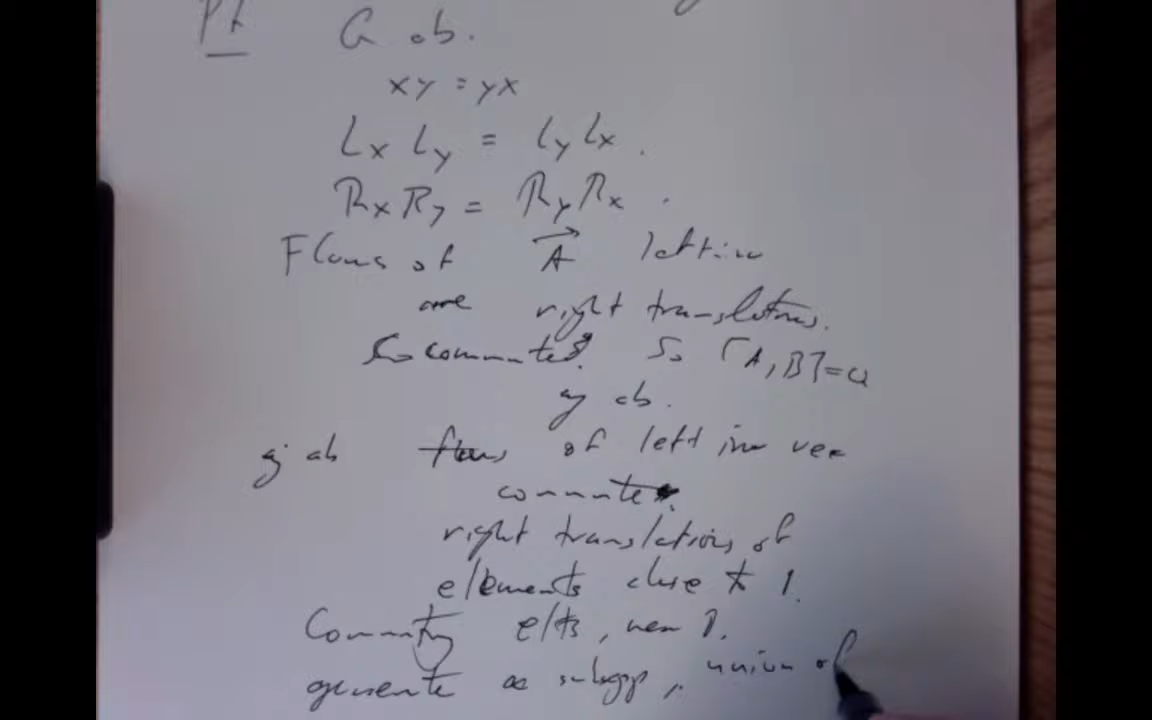 Pf G ab.
xy = yx
Lx Ly = Ly Lx .
Rx Ry = Ry Rx .
Flows of A⃗ left inv
are right translations.
So commute. So [A,B]=0
g ab.
g ab flows of left inv vec
commute.
right translations of
elements close to 1.
Commuting elts, near 1.
generate as subgp, union of